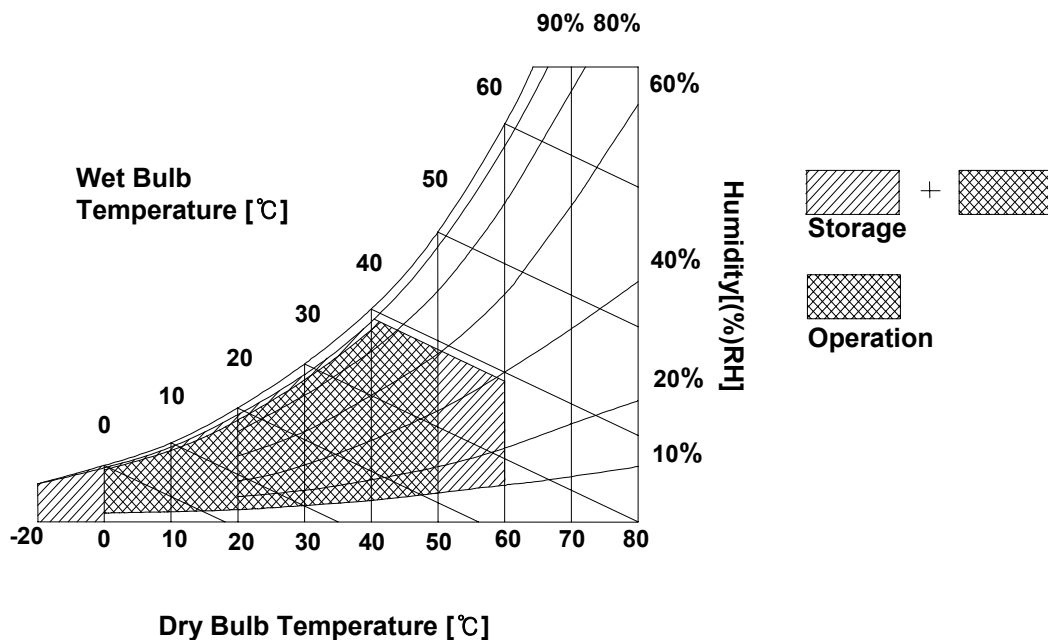 90% 80%
60
60%
50
Wet Bulb
Temperature [℃]
Humidity[(%)RH]
Storage
+
40
40%
30
Operation
20
20%
10
0
10%
-20 0 10 20 30 40 50 60 70 80
Dry Bulb Temperature [℃]